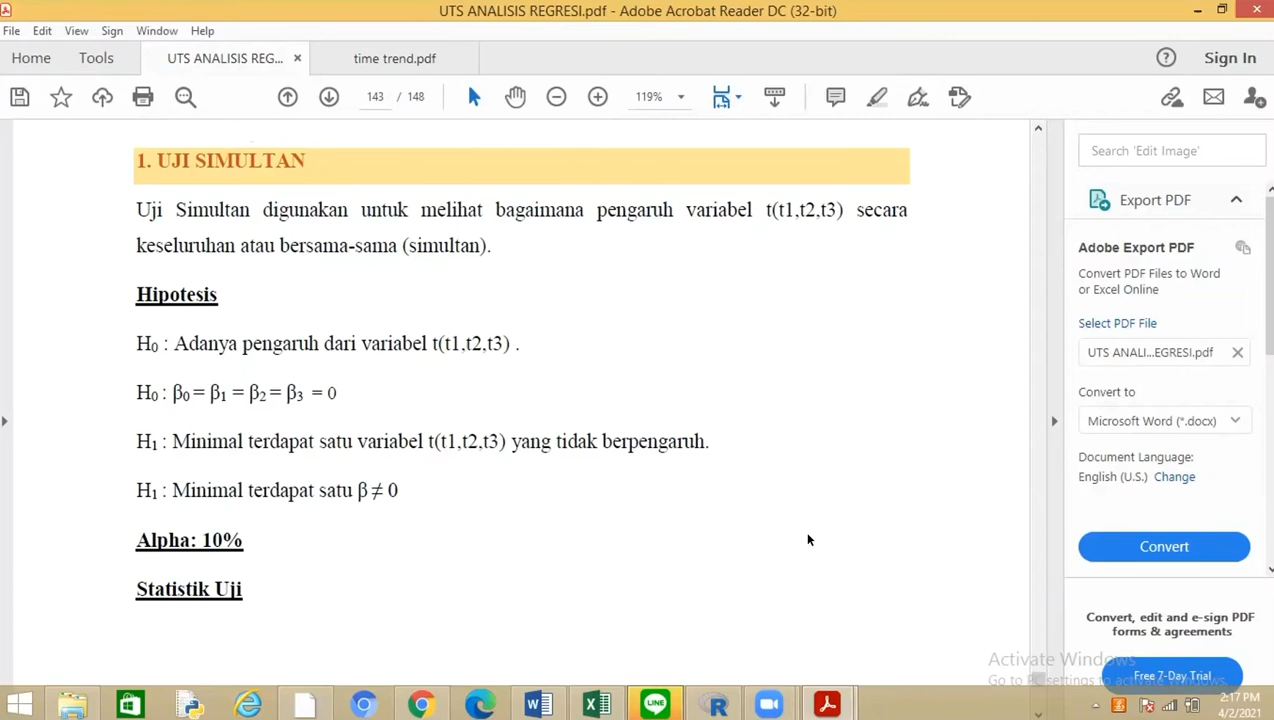 UTS ANALISIS REGRESI.pdf - Adobe Acrobat Reader DC (32-bit)
File Edit View Sign Window Help
Home Tools UTS ANALISIS REG... time trend.pdf Sign In
143 / 148 119%
1. UJI SIMULTAN
Uji Simultan digunakan untuk melihat bagaimana pengaruh variabel t(t1,t2,t3) secara
keseluruhan atau bersama-sama (simultan).
Hipotesis
H₀ : Adanya pengaruh dari variabel t(t1,t2,t3) .
H₀ : β₀ = β₁ = β₂ = β₃ = 0
H₁ : Minimal terdapat satu variabel t(t1,t2,t3) yang tidak berpengaruh.
H₁ : Minimal terdapat satu β ≠ 0
Alpha: 10%
Statistik Uji
Search 'Edit Image'
Export PDF
Adobe Export PDF
Convert PDF Files to Word
or Excel Online
Select PDF File
UTS ANALI...EGRESI.pdf
Convert to
Microsoft Word (*.docx)
Document Language:
English (U.S.) Change
Convert
Convert, edit and e-sign PDF
forms & agreements
Free 7-Day Trial
Activate Windows
Go to PC settings to activate Windows.
2:17 PM
4/2/2021